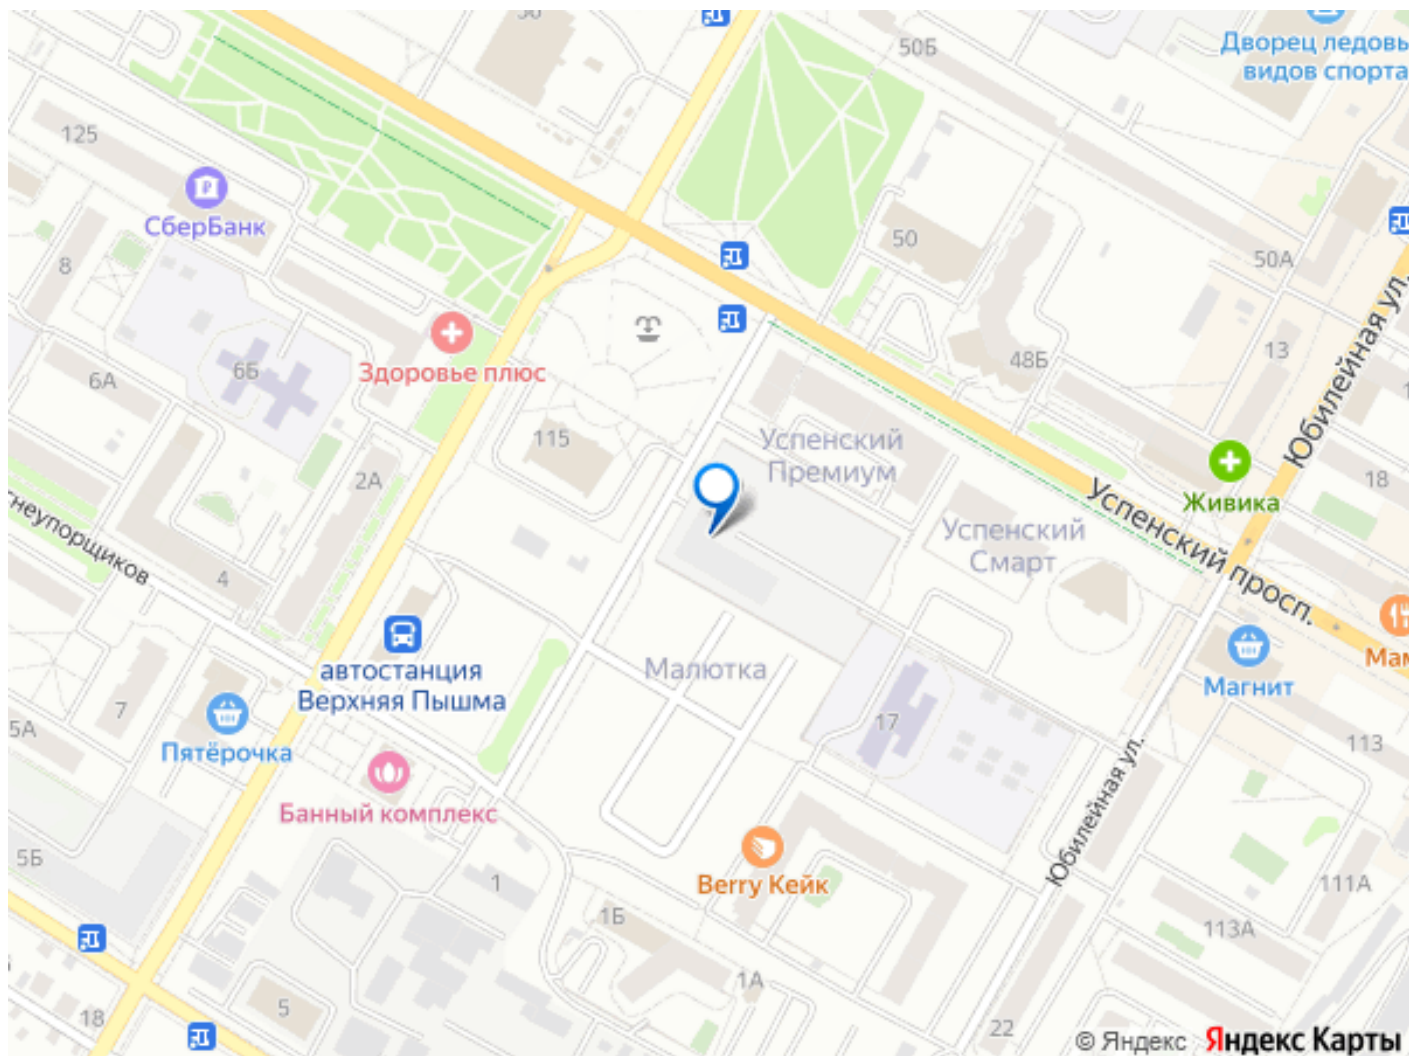 50Б
Дворец ледовь
видов спорта
125
СберБанк
50
50А
8
13
48Б
6Б
6А
Здоровье плюс
Юбилейная ул.
115
Успенский
Премиум
18
2А
Живика
Успенский просп.
Успенский
Смарт
гнеупорщиков
4
автостанция
Верхняя Пышма
Малютка
Магнит
Мам
7
17
5А
Пятёрочка
113
Банный комплекс
Юбилейная ул.
5Б
1
Berry Кейк
111А
1Б
113А
1А
5
18
22
© Яндекс Яндекс Карты